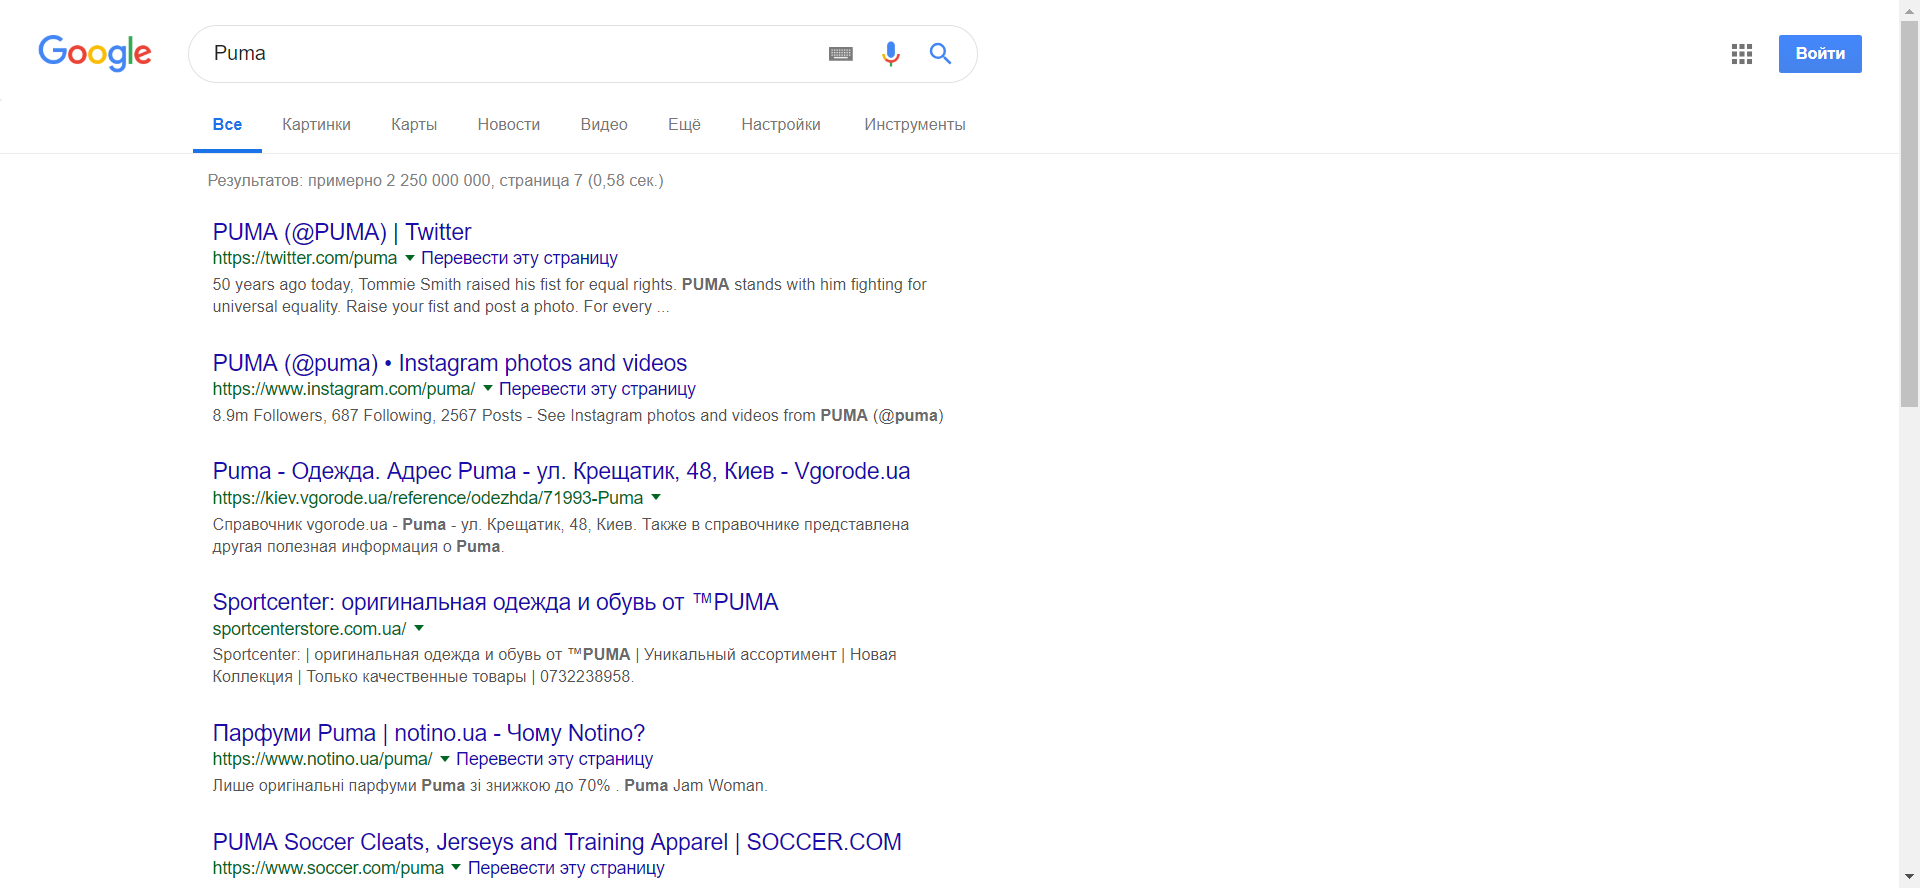 Google
Puma
Войти
Все Картинки Карты Новости Видео Ещё Настройки Инструменты
Результатов: примерно 2 250 000 000, страница 7 (0,58 сек.)
PUMA (@PUMA) | Twitter
https://twitter.com/puma Перевести эту страницу
50 years ago today, Tommie Smith raised his fist for equal rights. PUMA stands with him fighting for
universal equality. Raise your fist and post a photo. For every ...
PUMA (@puma) • Instagram photos and videos
https://www.instagram.com/puma/ Перевести эту страницу
8.9m Followers, 687 Following, 2567 Posts - See Instagram photos and videos from PUMA (@puma)
Puma - Одежда. Адрес Puma - ул. Крещатик, 48, Киев - Vgorode.ua
https://kiev.vgorode.ua/reference/odezhda/71993-Puma
Справочник vgorode.ua - Puma - ул. Крещатик, 48, Киев. Также в справочнике представлена
другая полезная информация о Puma.
Sportcenter: оригинальная одежда и обувь от ™PUMA
sportcenterstore.com.ua/
Sportcenter: | оригинальная одежда и обувь от ™PUMA | Уникальный ассортимент | Новая
Коллекция | Только качественные товары | 0732238958.
Парфуми Puma | notino.ua - Чому Notino?
https://www.notino.ua/puma/ Перевести эту страницу
Лише оригінальні парфуми Puma зі знижкою до 70% . Puma Jam Woman.
PUMA Soccer Cleats, Jerseys and Training Apparel | SOCCER.COM
https://www.soccer.com/puma Перевести эту страницу